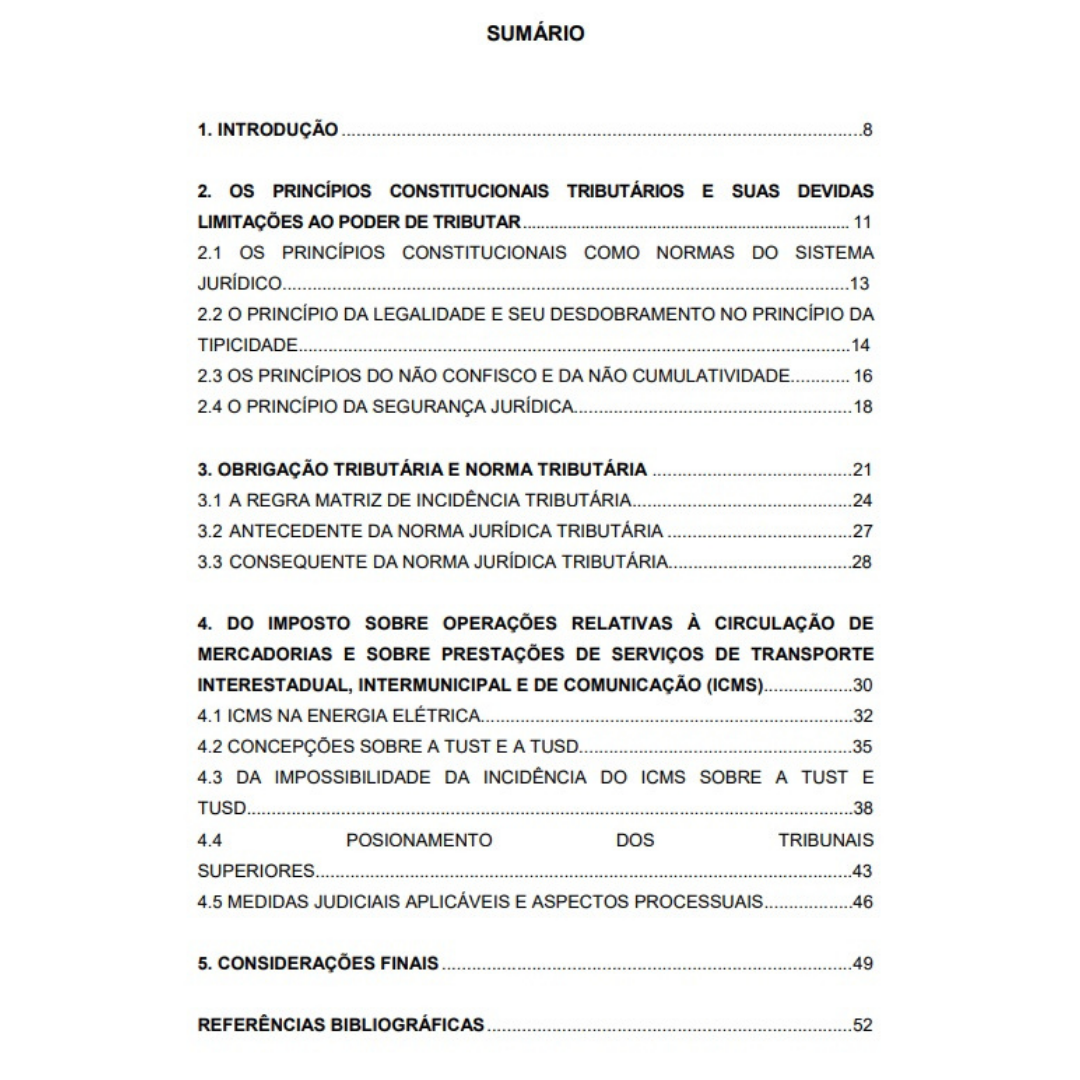 SUMÁRIO
1. INTRODUÇÃO..........................................................................................................8
2. OS PRINCÍPIOS CONSTITUCIONAIS TRIBUTÁRIOS E SUAS DEVIDAS
LIMITAÇÕES AO PODER DE TRIBUTAR.................................................................. 11
2.1 OS PRINCÍPIOS CONSTITUCIONAIS COMO NORMAS DO SISTEMA
JURÍDICO...................................................................................................................13
2.2 O PRINCÍPIO DA LEGALIDADE E SEU DESDOBRAMENTO NO PRINCÍPIO DA
TIPICIDADE................................................................................................................14
2.3 OS PRINCÍPIOS DO NÃO CONFISCO E DA NÃO CUMULATIVIDADE............ 16
2.4 O PRINCÍPIO DA SEGURANÇA JURÍDICA.........................................................18
3. OBRIGAÇÃO TRIBUTÁRIA E NORMA TRIBUTÁRIA .........................................21
3.1 A REGRA MATRIZ DE INCIDÊNCIA TRIBUTÁRIA.............................................24
3.2 ANTECEDENTE DA NORMA JURÍDICA TRIBUTÁRIA ......................................27
3.3 CONSEQUENTE DA NORMA JURÍDICA TRIBUTÁRIA......................................28
4. DO IMPOSTO SOBRE OPERAÇÕES RELATIVAS À CIRCULAÇÃO DE
MERCADORIAS E SOBRE PRESTAÇÕES DE SERVIÇOS DE TRANSPORTE
INTERESTADUAL, INTERMUNICIPAL E DE COMUNICAÇÃO (ICMS)..................30
4.1 ICMS NA ENERGIA ELÉTRICA............................................................................32
4.2 CONCEPÇÕES SOBRE A TUST E A TUSD........................................................35
4.3 DA IMPOSSIBILIDADE DA INCIDÊNCIA DO ICMS SOBRE A TUST E
TUSD...........................................................................................................................38
4.4 POSIONAMENTO DOS TRIBUNAIS
SUPERIORES.............................................................................................................43
4.5 MEDIDAS JUDICIAIS APLICÁVEIS E ASPECTOS PROCESSUAIS..................46
5. CONSIDERAÇÕES FINAIS...................................................................................49
REFERÊNCIAS BIBLIOGRÁFICAS..........................................................................52